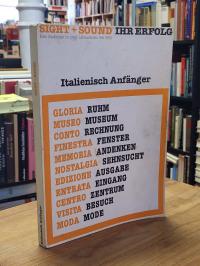 SIGHT + SOUND IHR ERFOLG
Italienisch Anfänger
GLORIA RUHM
MUSEO MUSEUM
CONTO RECHNUNG
FINESTRA FENSTER
MEMORIA ANDENKEN
NOSTALGIA SEHNSUCHT
EDIZIONE AUSGABE
ENTRATA EINGANG
CENTRO ZENTRUM
VISITA BESUCH
MODA MODE